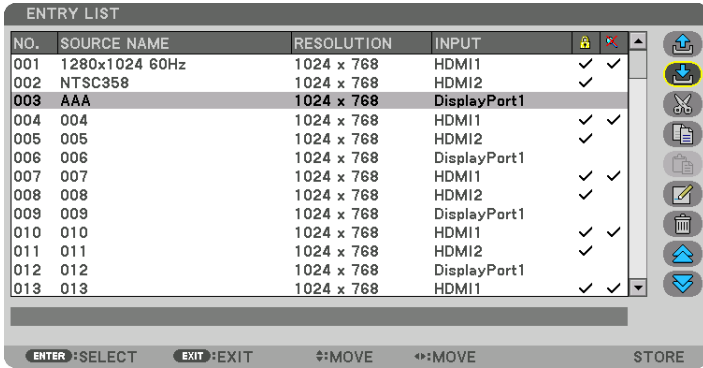 ENTRY LIST
NO. SOURCE NAME RESOLUTION INPUT
001 1280x1024 60Hz 1024 x 768 HDMI1
002 NTSC358 1024 x 768 HDMI2
003 AAA 1024 x 768 DisplayPort1
004 004 1024 x 768 HDMI1
005 005 1024 x 768 HDMI2
006 006 1024 x 768 DisplayPort1
007 007 1024 x 768 HDMI1
008 008 1024 x 768 HDMI2
009 009 1024 x 768 DisplayPort1
010 010 1024 x 768 HDMI1
011 011 1024 x 768 HDMI2
012 012 1024 x 768 DisplayPort1
013 013 1024 x 768 HDMI1
ENTER :SELECT EXIT :EXIT :MOVE :MOVE STORE